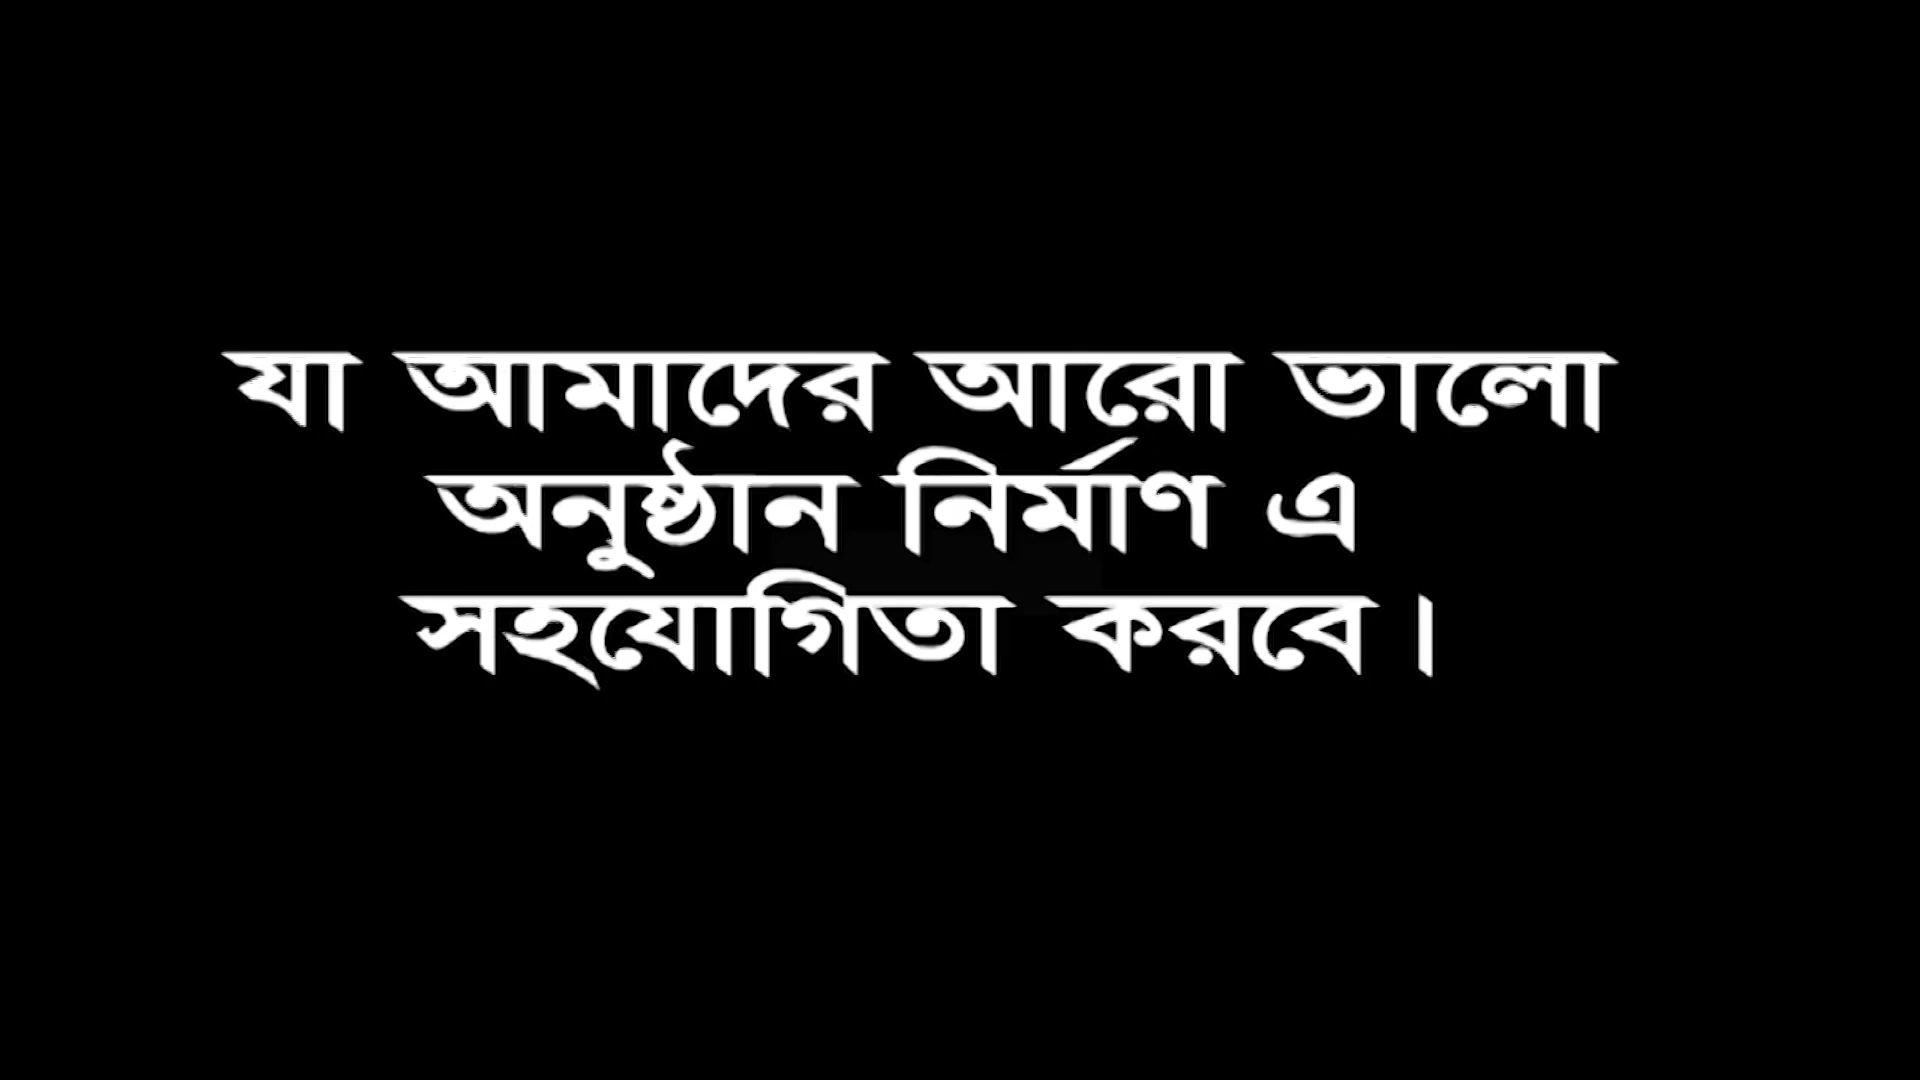 যা আমাদের আরো ভালো
অনুষ্ঠান নির্মাণ এ
সহযোগিতা করবে।